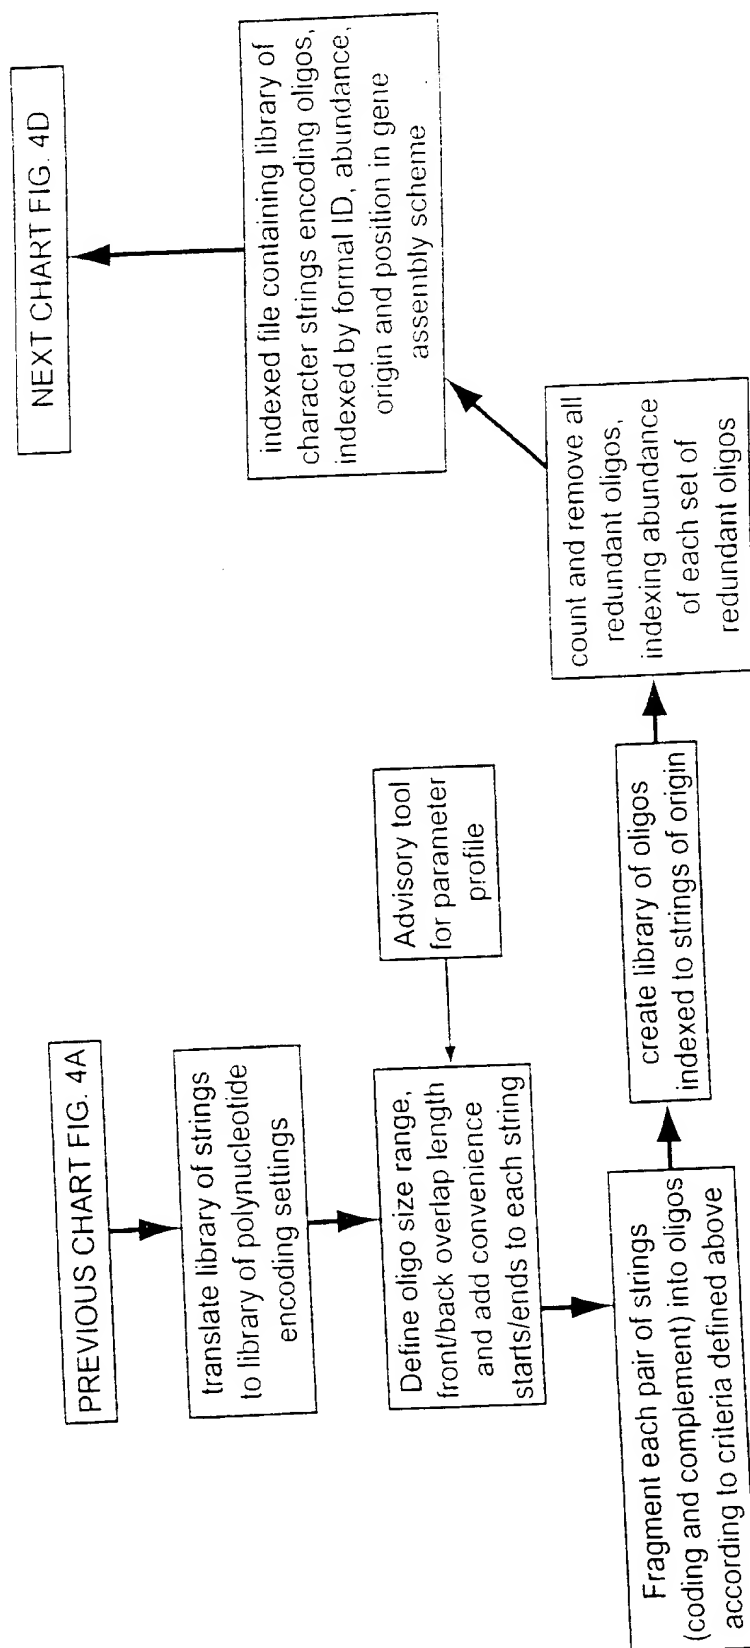 PREVIOUS CHART FIG. 4A
translate library of strings
to library of polynucleotide
encoding settings
Define oligo size range,
front/back overlap length
and add convenience
starts/ends to each string
Advisory tool
for parameter
profile
Fragment each pair of strings
(coding and complement) into oligos
according to criteria defined above
create library of oligos
indexed to strings of origin
count and remove all
redundant oligos,
indexing abundance
of each set of
redundant oligos
indexed file containing library of
character strings encoding oligos,
indexed by formal ID, abundance,
origin and position in gene
assembly scheme
NEXT CHART FIG. 4D